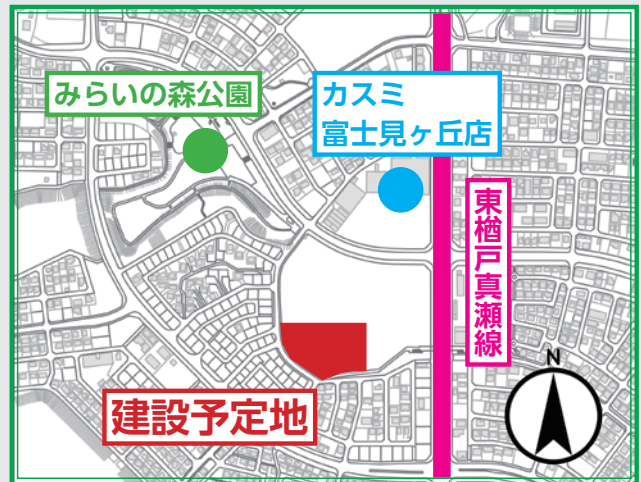 みらいの森公園
カスミ
富士見ヶ丘店
東楢戸真瀬線
建設予定地
N